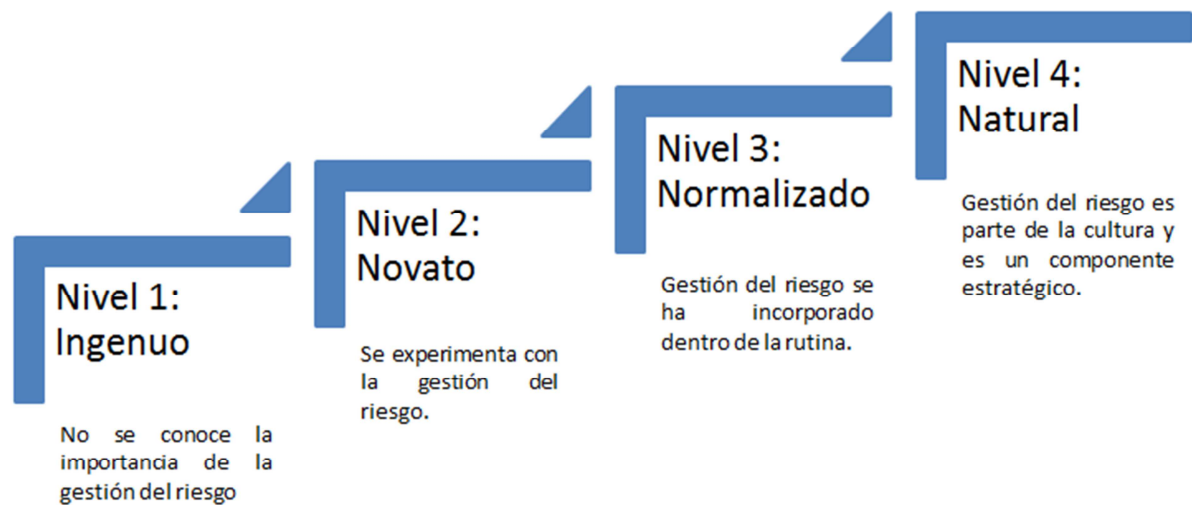 Nivel 1:
Ingenuo
No se conoce la
importancia de la
gestión del riesgo
Nivel 2:
Novato
Se experimenta con
la gestión del
riesgo.
Nivel 3:
Normalizado
Gestión del riesgo se
ha incorporado
dentro de la rutina.
Nivel 4:
Natural
Gestión del riesgo es
parte de la cultura y
es un componente
estratégico.